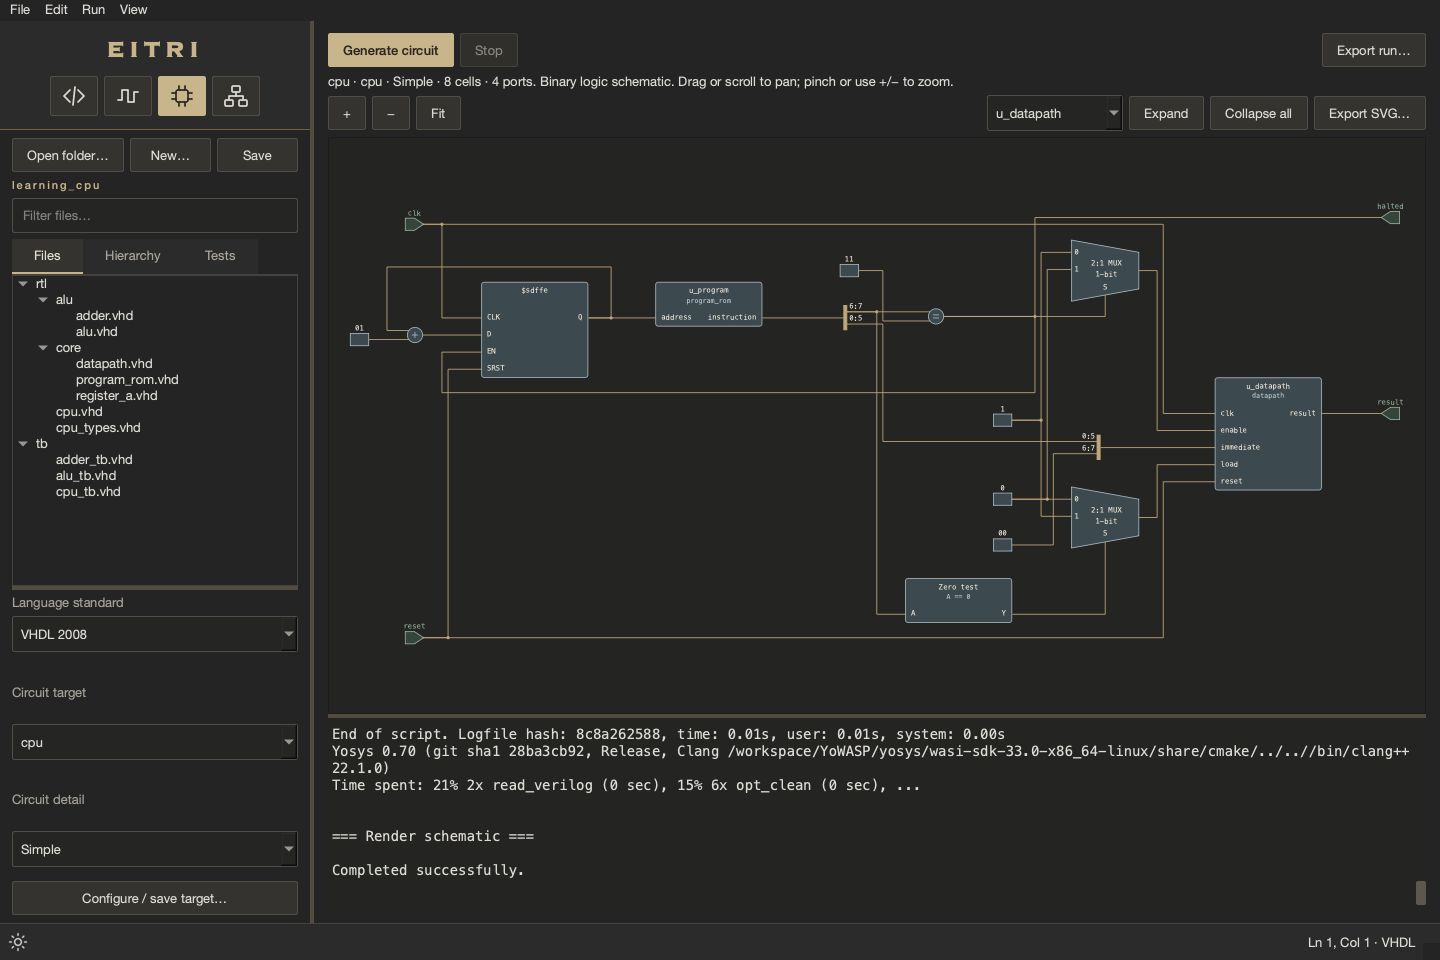 File Edit Run View
EITRI
Open folder… New… Save
learning_cpu
Filter files…
Files Hierarchy Tests
rtl
alu
adder.vhd
alu.vhd
core
datapath.vhd
program_rom.vhd
register_a.vhd
cpu.vhd
cpu_types.vhd
tb
adder_tb.vhd
alu_tb.vhd
cpu_tb.vhd
Language standard
VHDL 2008
Circuit target
cpu
Circuit detail
Simple
Configure / save target…
Generate circuit Stop Export run…
cpu · cpu · Simple · 8 cells · 4 ports. Binary logic schematic. Drag or scroll to pan; pinch or use +/− to zoom.
+ − Fit u_datapath Expand Collapse all Export SVG…
clk
halted
01
+
$sdffe
CLK Q
D
EN
SRST
u_program
program_rom
address instruction
11
6:7
0:5
=
0
1
2:1 MUX
1-bit
S
1
0:5
6:7
0
00
0
1
2:1 MUX
1-bit
S
Zero test
A == 0
A Y
u_datapath
datapath
clk result
enable
immediate
load
reset
result
reset
End of script. Logfile hash: 8c8a262588, time: 0.01s, user: 0.01s, system: 0.00s
Yosys 0.70 (git sha1 28ba3cb92, Release, Clang /workspace/YoWASP/yosys/wasi-sdk-33.0-x86_64-linux/share/cmake/../..//bin/clang++
22.1.0)
Time spent: 21% 2x read_verilog (0 sec), 15% 6x opt_clean (0 sec), ...
=== Render schematic ===
Completed successfully.
Ln 1, Col 1 · VHDL